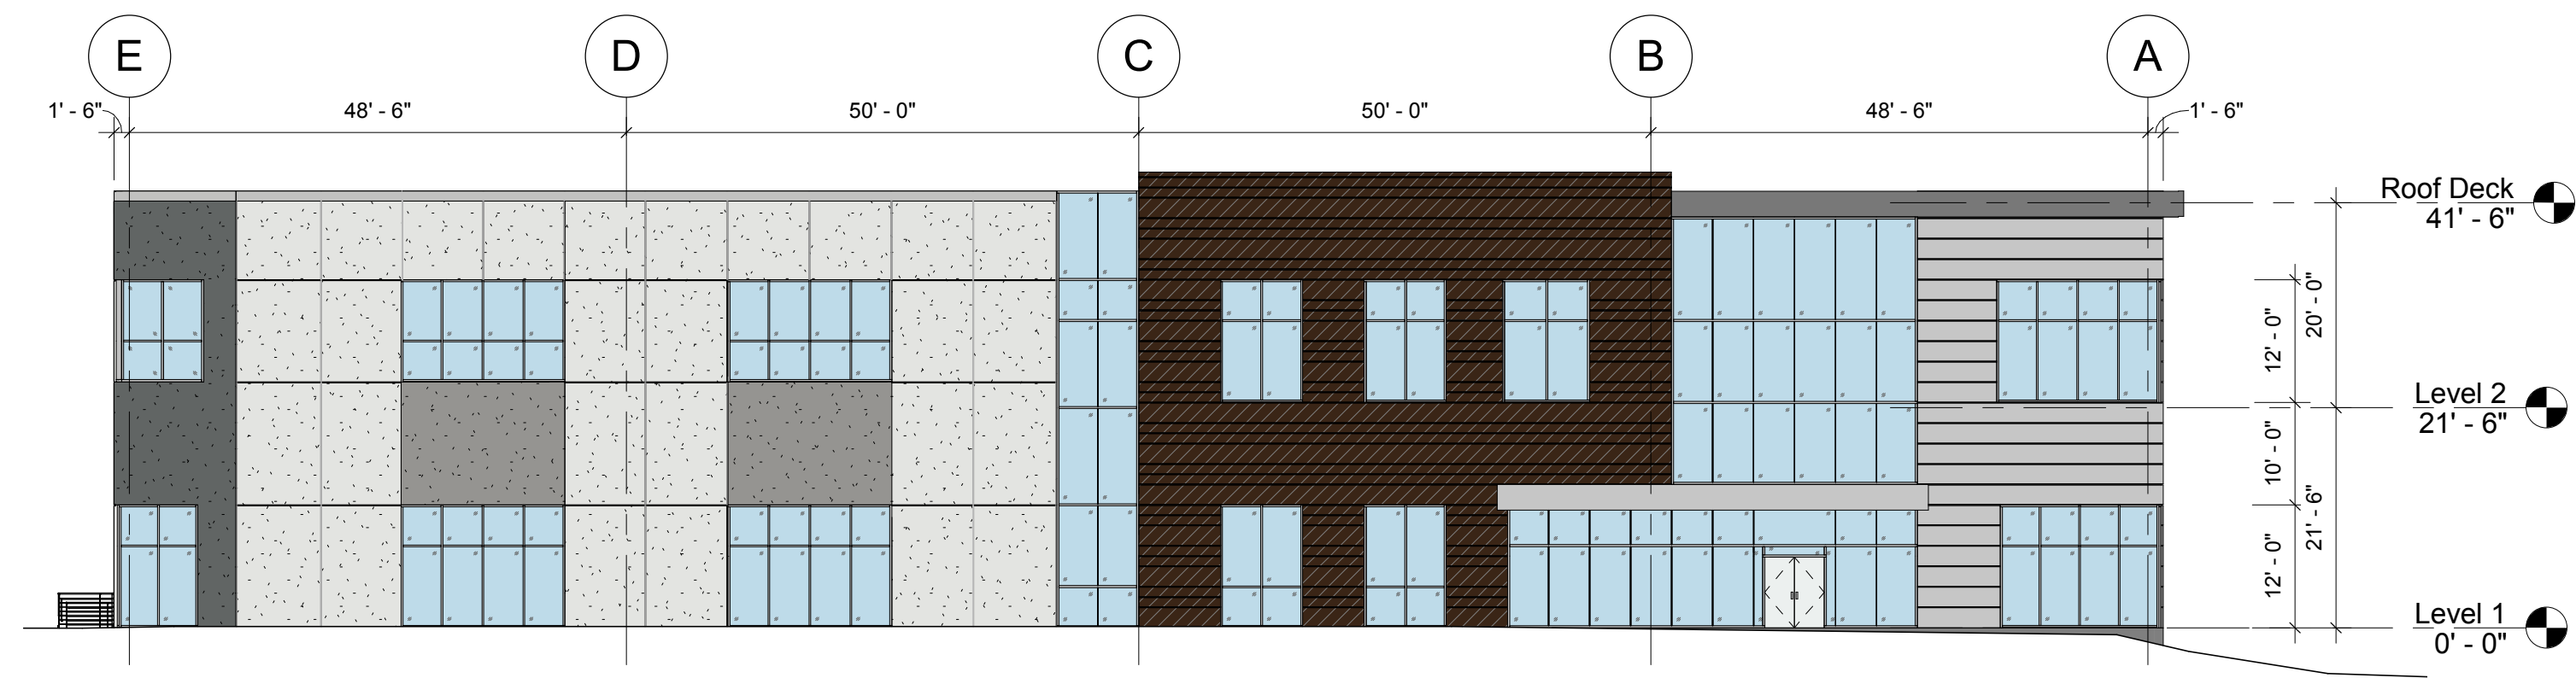 E
D
C
B
A
1' - 6"
48' - 6"
50' - 0"
50' - 0"
48' - 6"
1' - 6"
Roof Deck
41' - 6"
20' - 0"
12' - 0"
Level 2
21' - 6"
10' - 0"
21' - 6"
12' - 0"
Level 1
0' - 0"